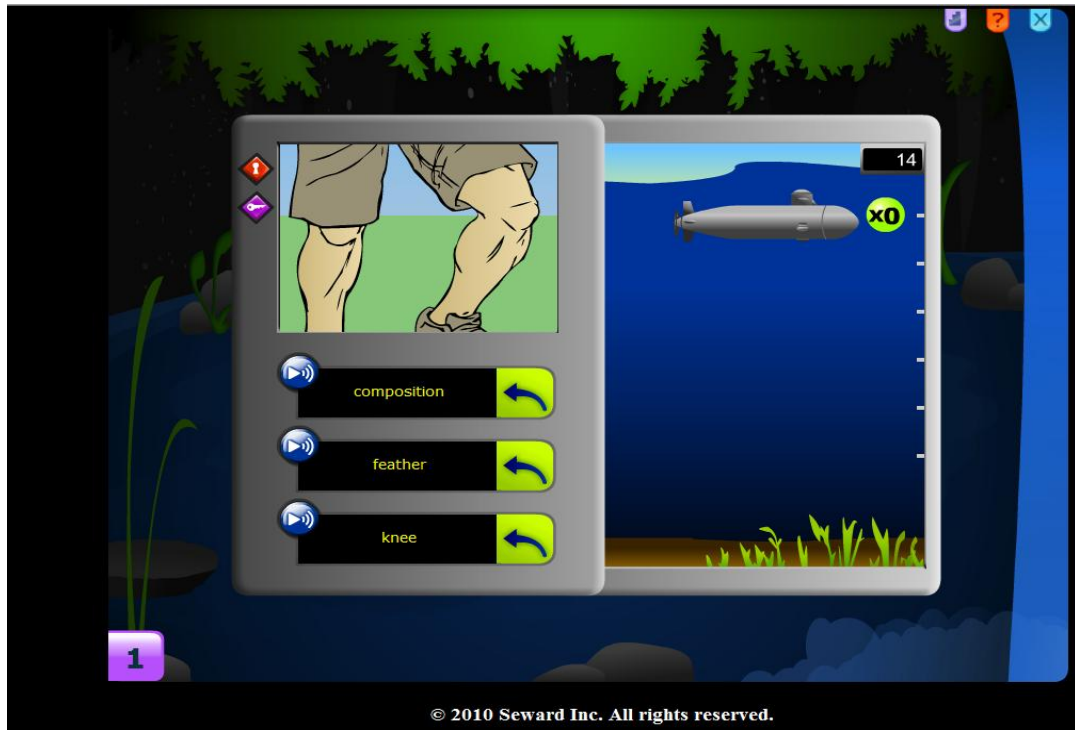 ?
14
x0
composition
feather
knee
1
© 2010 Seward Inc. All rights reserved.